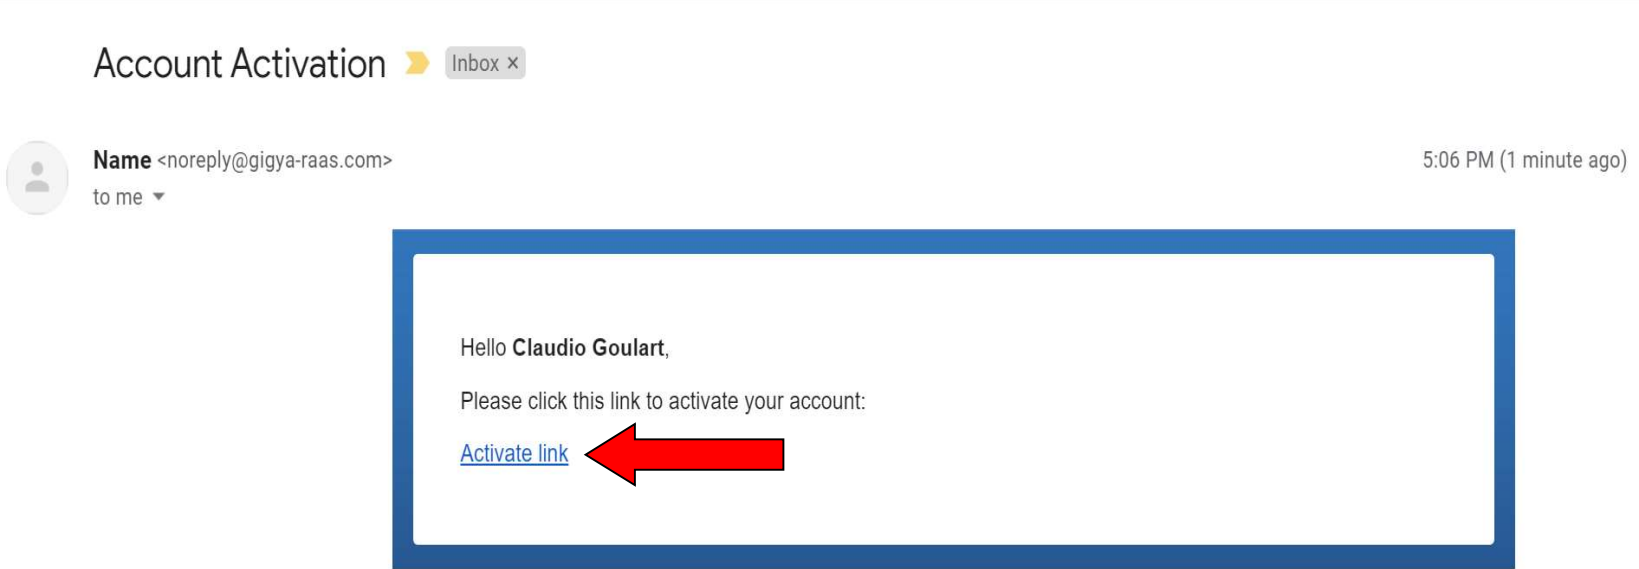 Account Activation Inbox ×
Name <noreply@gigya-raas.com> 5:06 PM (1 minute ago)
to me
Hello Claudio Goulart,
Please click this link to activate your account:
Activate link